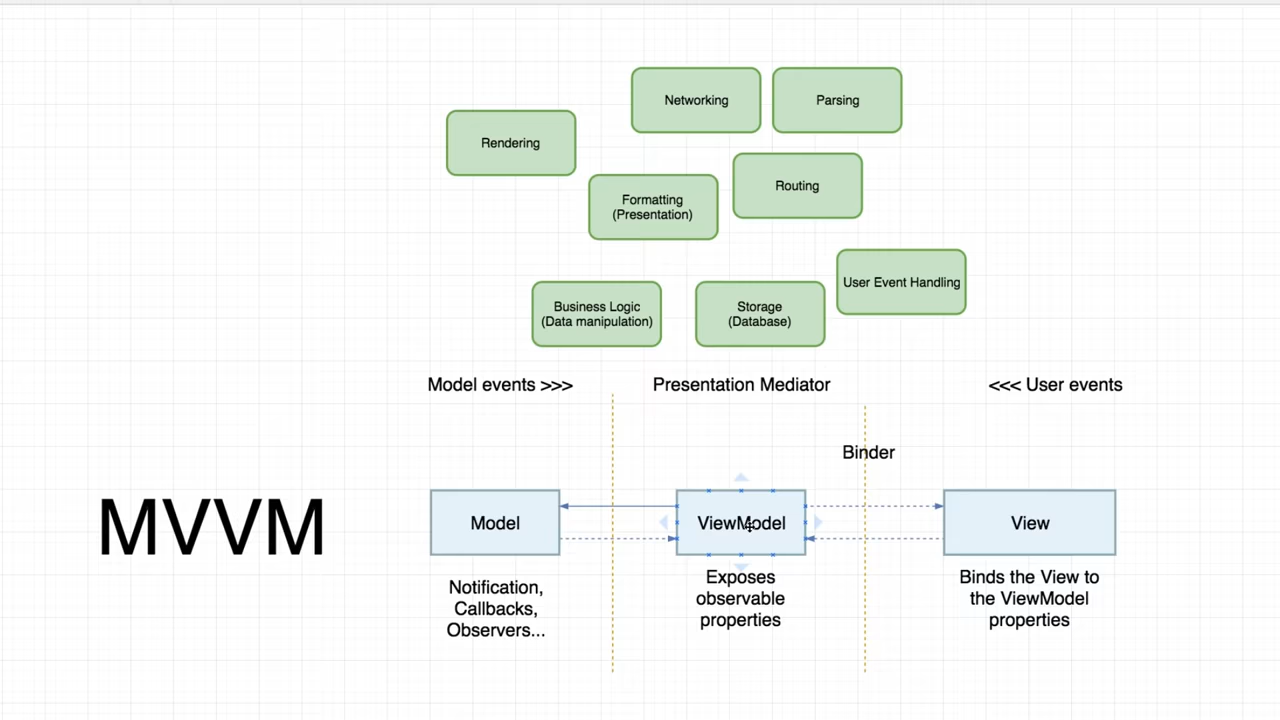 Networking
Parsing
Rendering
Routing
Formatting
(Presentation)
User Event Handling
Business Logic
(Data manipulation)
Storage
(Database)
Model events >>>
Presentation Mediator
<<< User events
Binder
MVVM
Model
ViewModel
View
Notification,
Callbacks,
Observers...
Exposes
observable
properties
Binds the View to
the ViewModel
properties